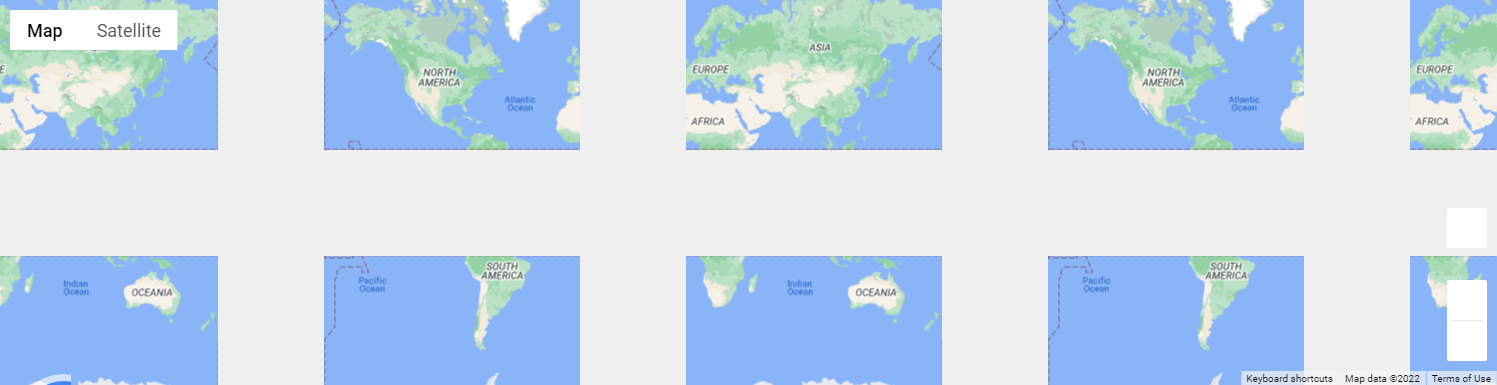 Map
Satellite
E
NORTH
AMERICA
Atlantic
Ocean
ASIA
EUROPE
AFRICA
NORTH
AMERICA
Atlantic
Ocean
EUROPE
AFRICA
Indian
Ocean
OCEANIA
Pacific
Ocean
SOUTH
AMERICA
Indian
Ocean
OCEANIA
Pacific
Ocean
SOUTH
AMERICA
Keyboard shortcuts
Map data ©2022
Terms of Use